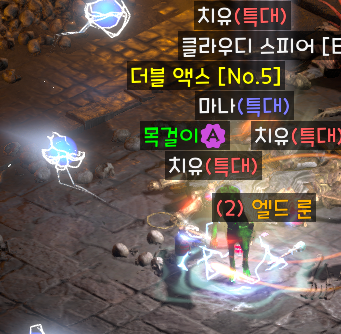 치유(특대)
클라우디 스피어 [E
더블 액스 [No.5]
마나(특대)
목걸이 A 치유(특대)
치유(특대)
(2) 엘드 룬